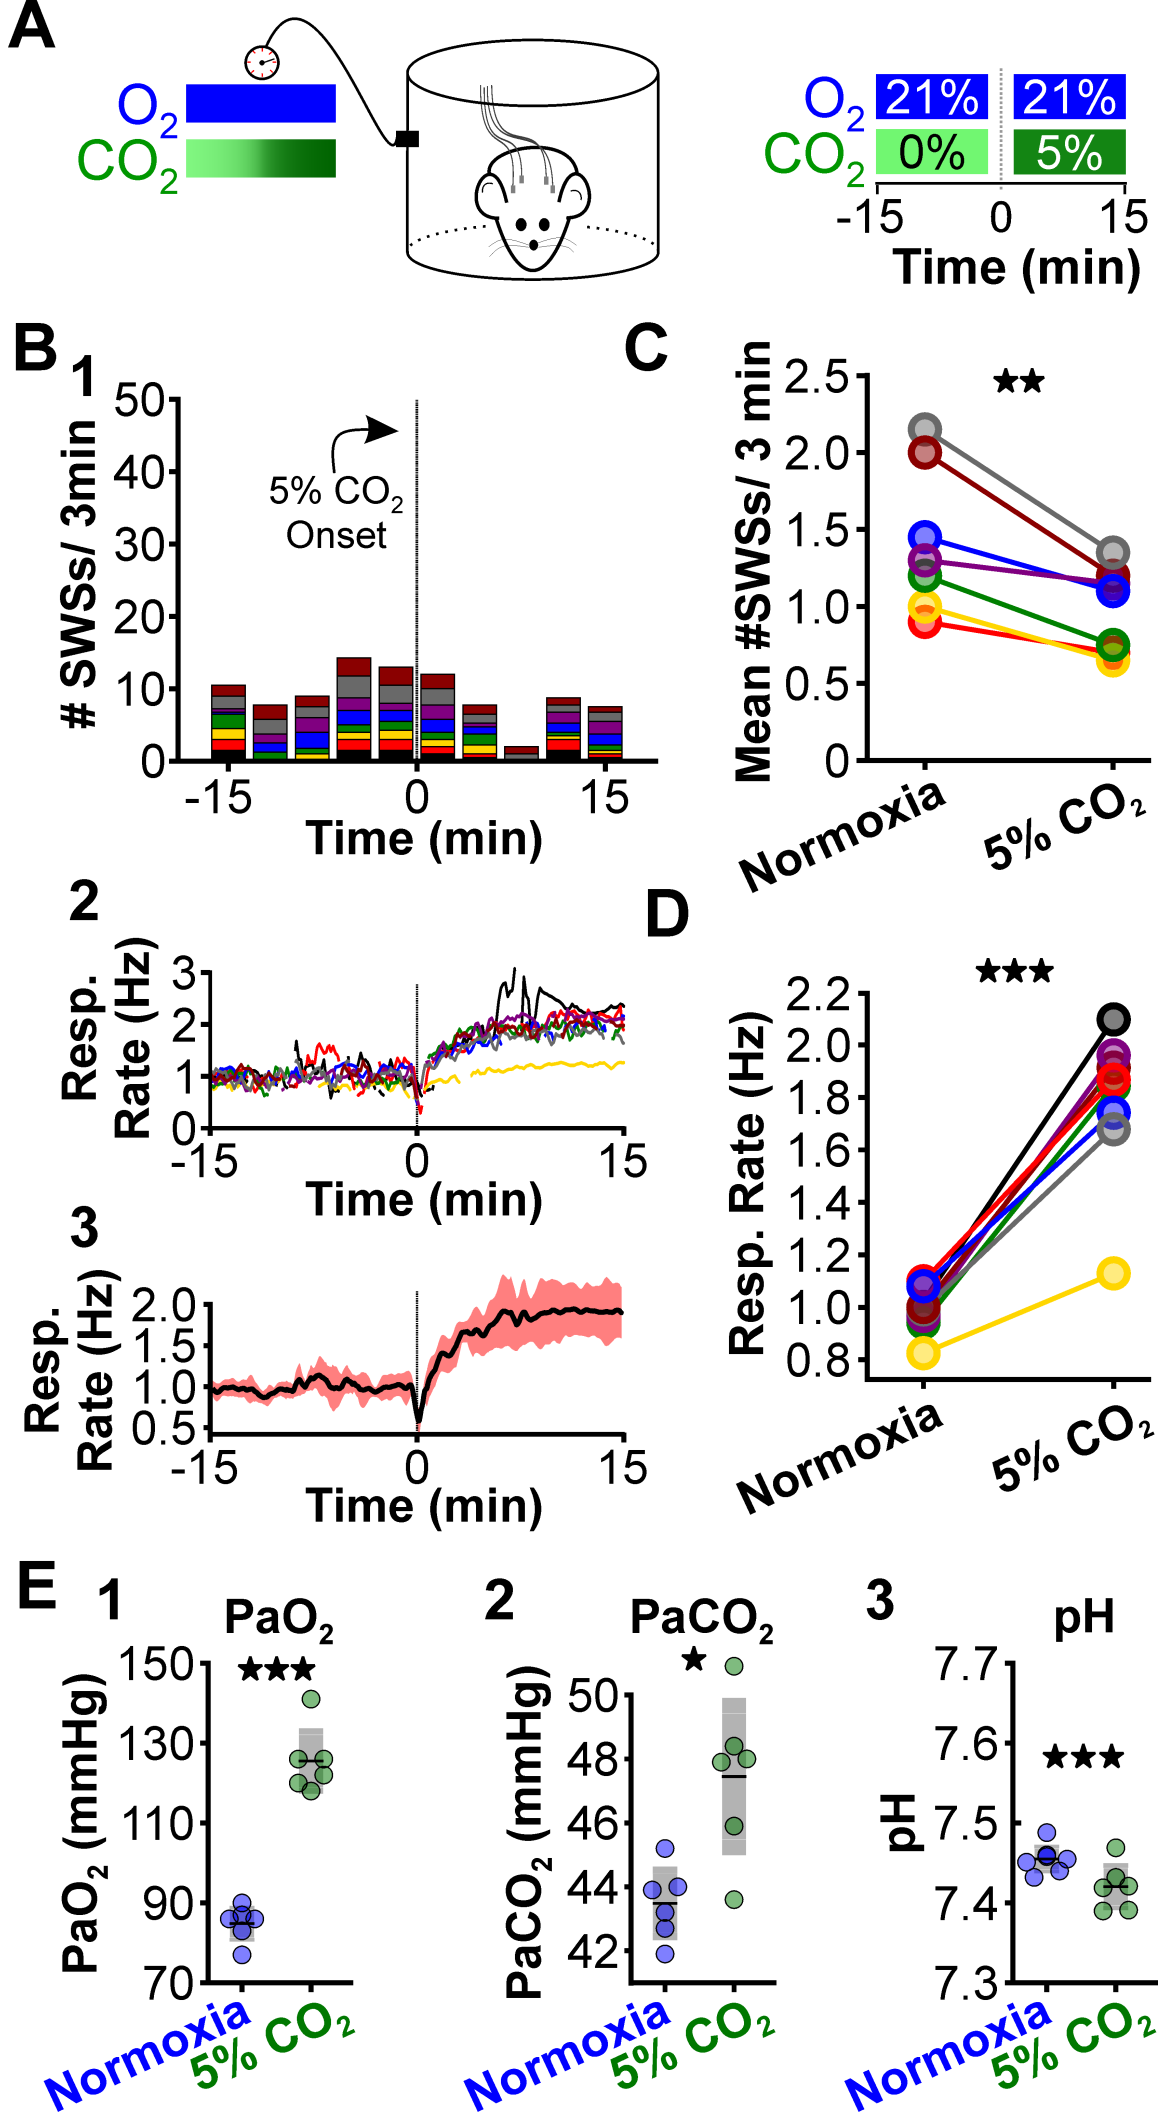 A
O2
CO2
O2 21% 21%
CO2 0% 5%
-15 0 15
Time (min)
B 1
# SWSs/ 3min
50
40
30
20
10
0
5% CO2
Onset
-15 0 15
Time (min)
C
Mean #SWSs/ 3 min
2.5
2.0
1.5
1.0
0.5
0
★★
Normoxia 5% CO2
2
Resp.
Rate (Hz)
3
2
1
0
-15 0 15
Time (min)
3
Resp.
Rate (Hz)
2.0
1.5
1.0
0.5
-15 0 15
Time (min)
D
Resp. Rate (Hz)
2.2
2.0
1.8
1.6
1.4
1.2
1.0
0.8
★★★
Normoxia 5% CO2
E 1
PaO2
PaO2 (mmHg)
150
130
110
90
70
★★★
Normoxia
5% CO2
2
PaCO2
PaCO2 (mmHg)
50
48
46
44
42
★
Normoxia
5% CO2
3
pH
pH
7.7
7.6
7.5
7.4
7.3
★★★
Normoxia
5% CO2